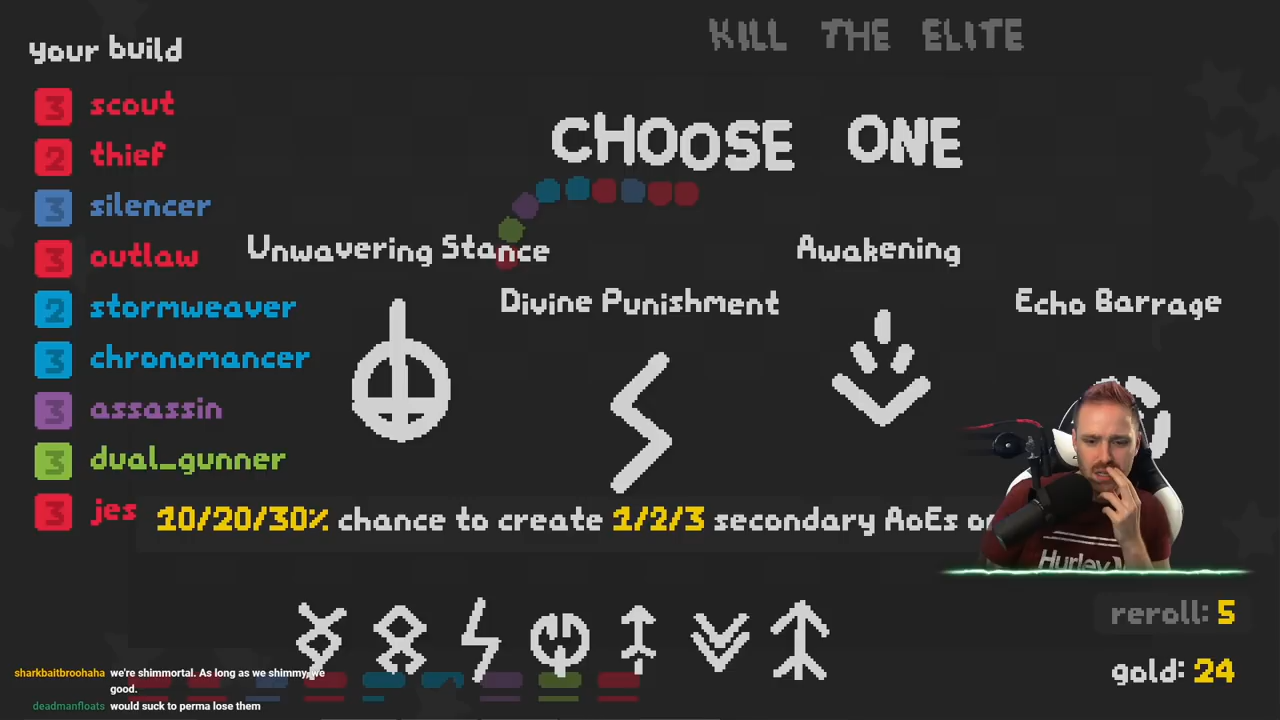 your build
KILL THE ELITE
3 scout
CHOOSE ONE
2 thief
3 silencer
3 outlaw
Unwavering Stance
Awakening
2 stormweaver
Divine Punishment
Echo Barrage
3 chronomancer
3 assassin
3 dual_gunner
3 jes
10/20/30% chance to create 1/2/3 secondary AoEs
Hurley
reroll: 5
gold: 24
sharkbaitbroohaha we're shimmortal. As long as we shimmy, we
good.
deadmanfloats would suck to perma lose them